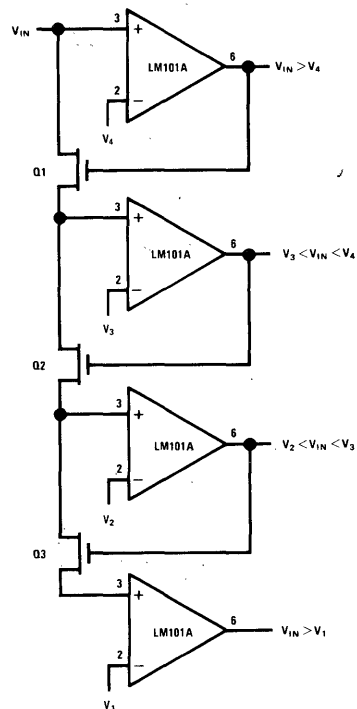 3
+
V_IN
LM101A
6
V_IN > V_4
2
−
V_4
Q1
3
+
6
LM101A
V_3 < V_IN < V_4
2
−
V_3
Q2
3
+
6
LM101A
V_2 < V_IN < V_3
2
−
V_2
Q3
3
+
6
LM101A
V_IN > V_1
2
−
V_1